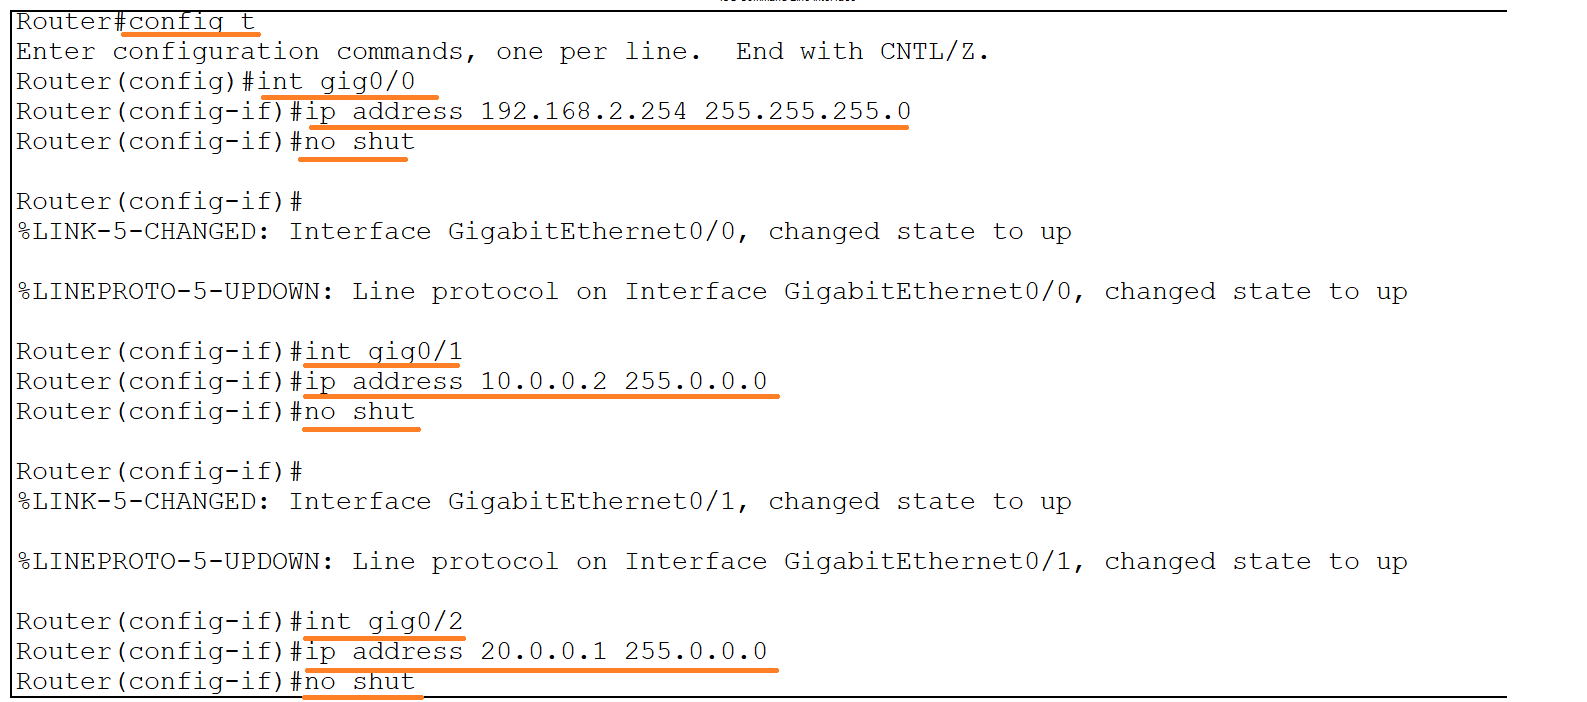 Router#config t
Enter configuration commands, one per line.  End with CNTL/Z.
Router(config)#int gig0/0
Router(config-if)#ip address 192.168.2.254 255.255.255.0
Router(config-if)#no shut
Router(config-if)#
%LINK-5-CHANGED: Interface GigabitEthernet0/0, changed state to up
%LINEPROTO-5-UPDOWN: Line protocol on Interface GigabitEthernet0/0, changed state to up
Router(config-if)#int gig0/1
Router(config-if)#ip address 10.0.0.2 255.0.0.0
Router(config-if)#no shut
Router(config-if)#
%LINK-5-CHANGED: Interface GigabitEthernet0/1, changed state to up
%LINEPROTO-5-UPDOWN: Line protocol on Interface GigabitEthernet0/1, changed state to up
Router(config-if)#int gig0/2
Router(config-if)#ip address 20.0.0.1 255.0.0.0
Router(config-if)#no shut